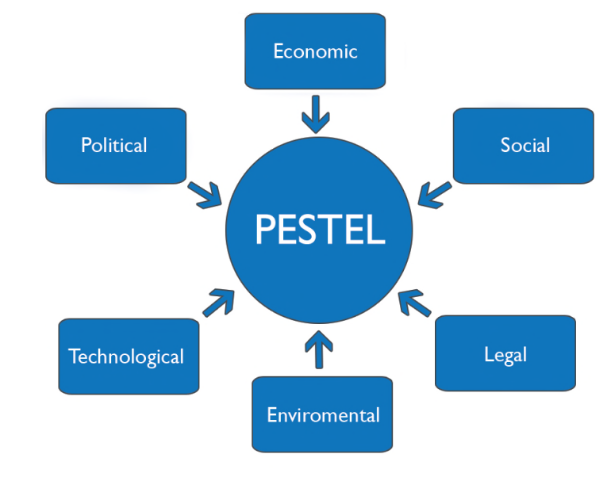 Economic
Political
Social
PESTEL
Technological
Legal
Enviromental